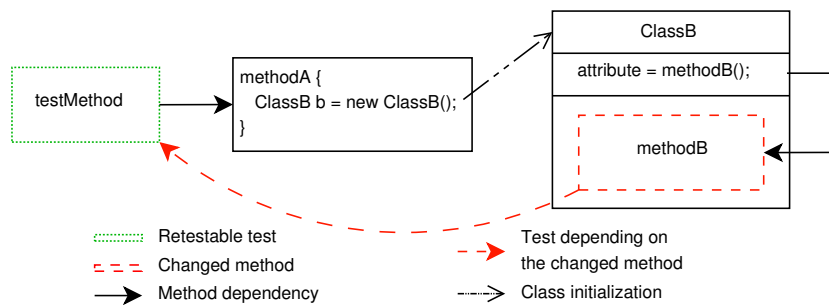 testMethod
methodA {
ClassB b = new ClassB();
}
ClassB
attribute = methodB();
methodB
Retestable test
Changed method
Method dependency
Test depending on
the changed method
Class initialization